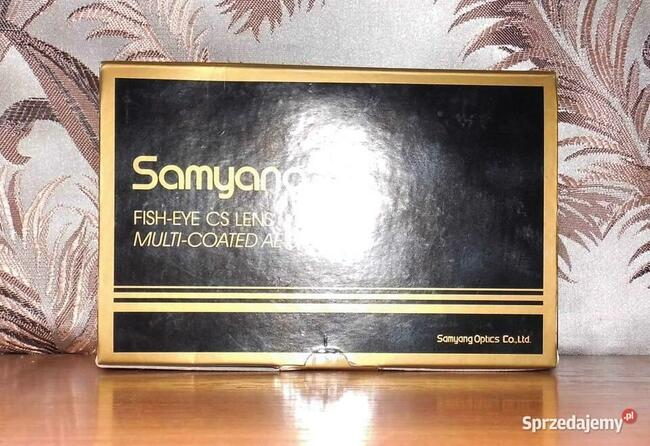 Samyang
FISH-EYE CS LENS
MULTI-COATED
Samyang Optics Co.,Ltd.
Sprzedajemy.pl